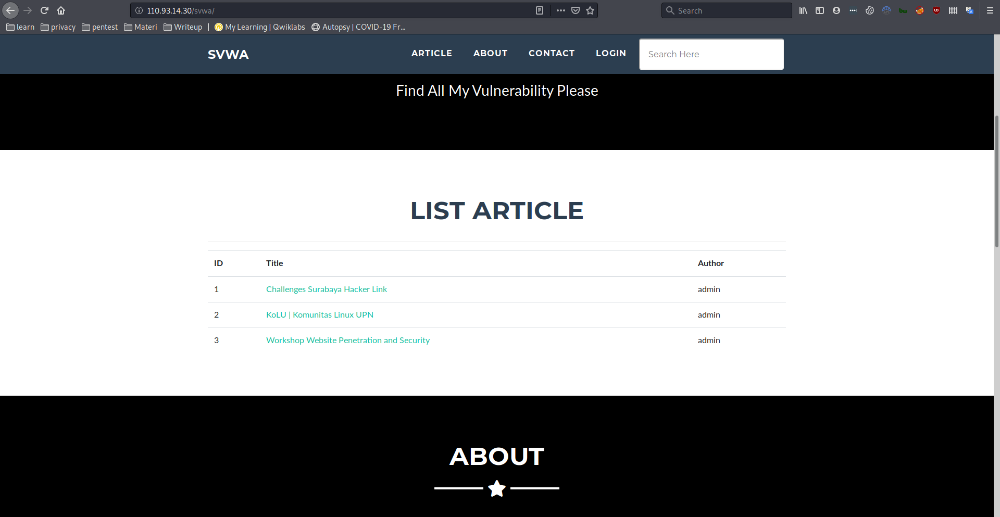 110.93.14.30/svwa/
Search
learn privacy pentest Materi Writeup | My Learning | Qwiklabs Autopsy | COVID-19 Fr...
SVWA ARTICLE ABOUT CONTACT LOGIN Search Here
Find All My Vulnerability Please
LIST ARTICLE
ID Title Author
1 Challenges Surabaya Hacker Link admin
2 KoLU | Komunitas Linux UPN admin
3 Workshop Website Penetration and Security admin
ABOUT